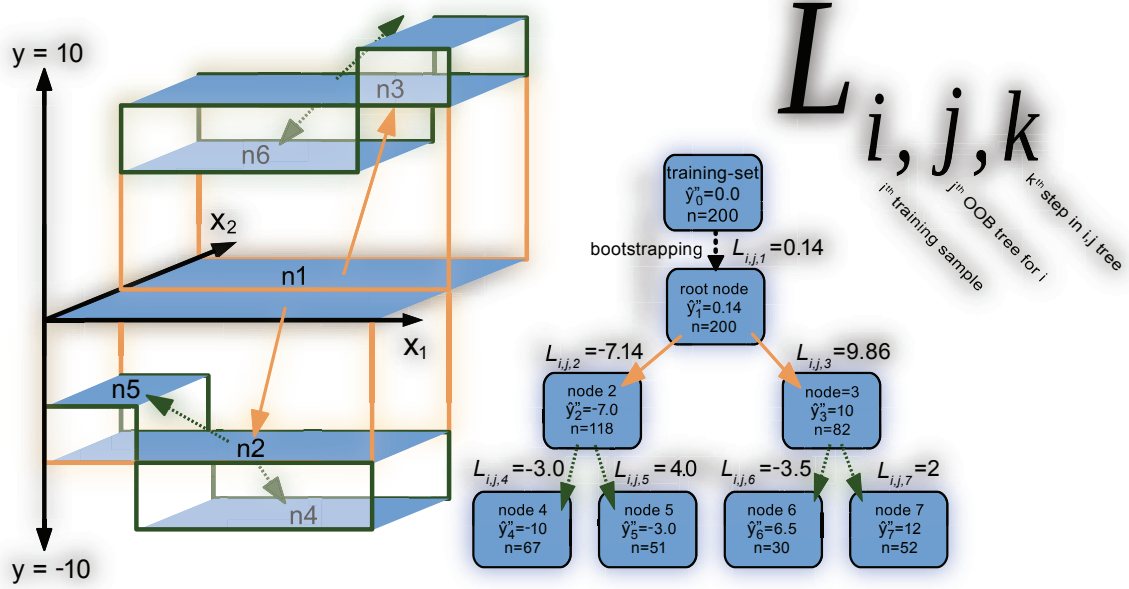 y = 10
n3
n6
x2
n1
x1
n5
n2
n4
y = -10
L i, j, k
ith training sample
jth OOB tree for i
kth step in i,j tree
training-set
ŷ"0=0.0
n=200
bootstrapping
Li,j,1=0.14
root node
ŷ"1=0.14
n=200
Li,j,2=-7.14
Li,j,3=9.86
node 2
ŷ"2=-7.0
n=118
node=3
ŷ"3=10
n=82
Li,j,4=-3.0
Li,j,5=4.0
Li,j,6=-3.5
Li,j,7=2
node 4
ŷ"4=-10
n=67
node 5
ŷ"5=-3.0
n=51
node 6
ŷ"6=6.5
n=30
node 7
ŷ"7=12
n=52